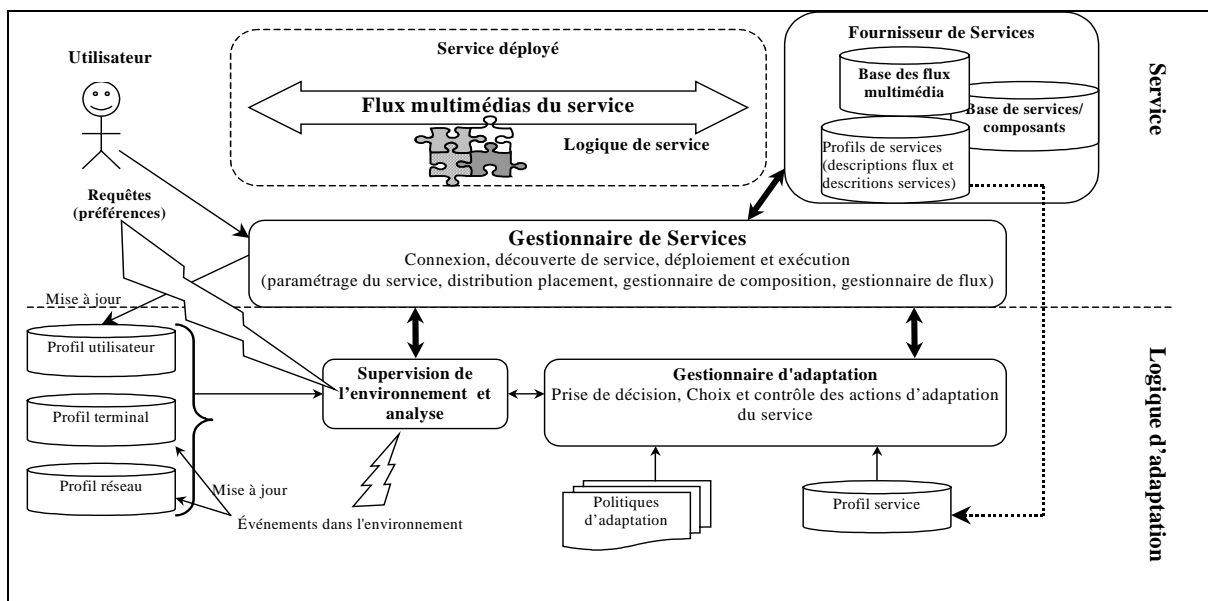 Utilisateur
Service déployé
Flux multimédias du service
Logique de service
Fournisseur de Services
Base des flux
multimédia
Base de services/
composants
Profils de services
(descriptions flux et
descritions services)
Service
Requêtes
(préférences)
Gestionnaire de Services
Connexion, découverte de service, déploiement et exécution
(paramétrage du service, distribution placement, gestionnaire de composition, gestionnaire de flux)
Mise à jour
Profil utilisateur
Profil terminal
Profil réseau
Mise à jour
Événements dans l'environnement
Supervision de
l'environnement et
analyse
Gestionnaire d'adaptation
Prise de décision, Choix et contrôle des actions d'adaptation
du service
Politiques
d'adaptation
Profil service
Logique d'adaptation